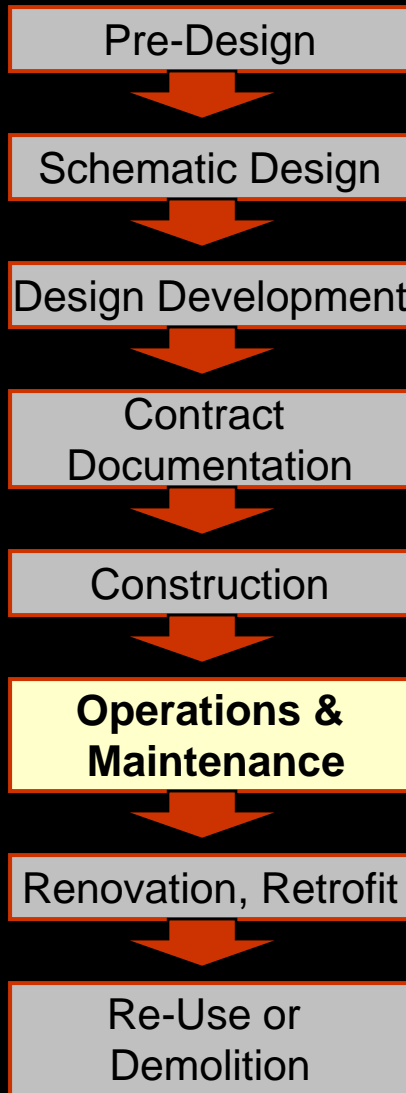 Pre-Design
Schematic Design
Design Development
Contract
Documentation
Construction
Operations &
Maintenance
Renovation, Retrofit
Re-Use or
Demolition